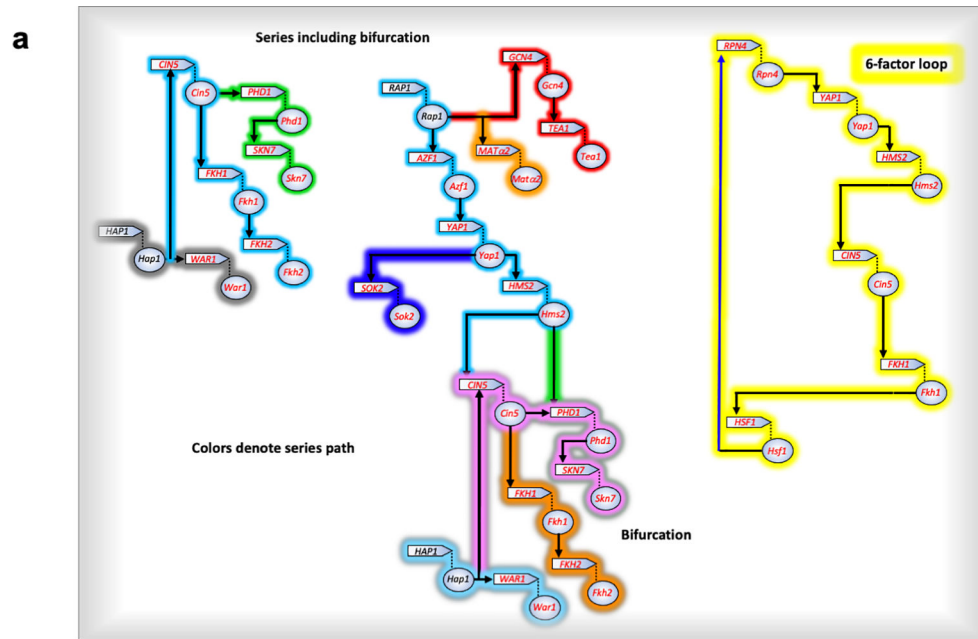 a
Series including bifurcation
CIN5
Cin5
PHD1
Phd1
SKN7
Skn7
FKH1
Fkh1
FKH2
Fkh2
HAP1
Hap1
WAR1
War1
RAP1
Rap1
GCN4
Gcn4
TEA1
Tea1
MATα2
Matα2
AZF1
Azf1
YAP1
Yap1
SOK2
Sok2
HMS2
Hms2
CIN5
Cin5
PHD1
Phd1
SKN7
Skn7
FKH1
Fkh1
FKH2
Fkh2
HAP1
Hap1
WAR1
War1
Colors denote series path
Bifurcation
6-factor loop
RPN4
Rpn4
YAP1
Yap1
HMS2
Hms2
CIN5
Cin5
FKH1
Fkh1
HSF1
Hsf1